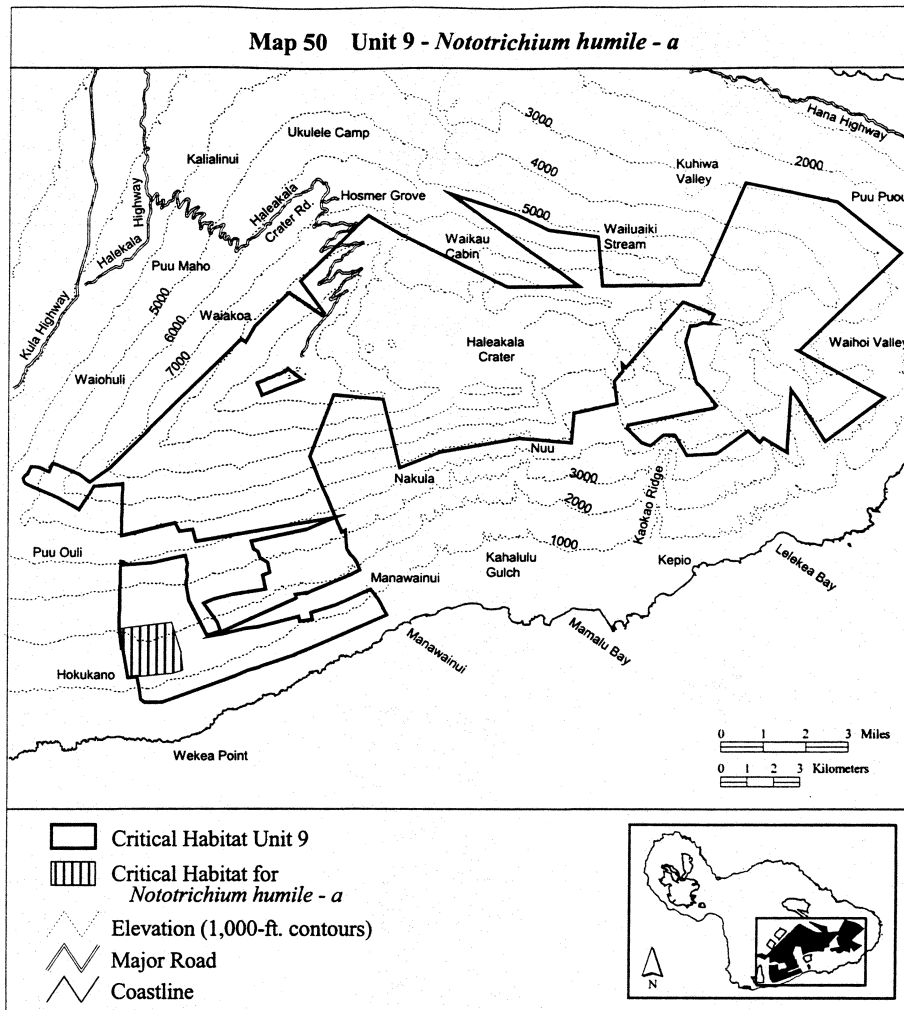 Map 50 Unit 9 - Nototrichium humile - a
Hana Highway
3000
Ukulele Camp
Kalialinui
Kuhiwa
Valley
2000
4000
Halekala
Highway
Haleakala
Crater Rd.
Hosmer Grove
Puu Puou
5000
Wailuaiki
Stream
Waikau
Cabin
Puu Maho
5000
Kula Highway
6000
Waiakoa
7000
Haleakala
Crater
Waihoi Valley
Waiohuli
Nuu
Nakula
3000
2000
Kaokao Ridge
1000
Puu Ouli
Kahalulu
Gulch
Kepio
Lelekea Bay
Manawainui
Mamalu Bay
Manawainui
Hokukano
Wekea Point
0 1 2 3 Miles
0 1 2 3 Kilometers
Critical Habitat Unit 9
Critical Habitat for
Nototrichium humile - a
Elevation (1,000-ft. contours)
Major Road
Coastline
N